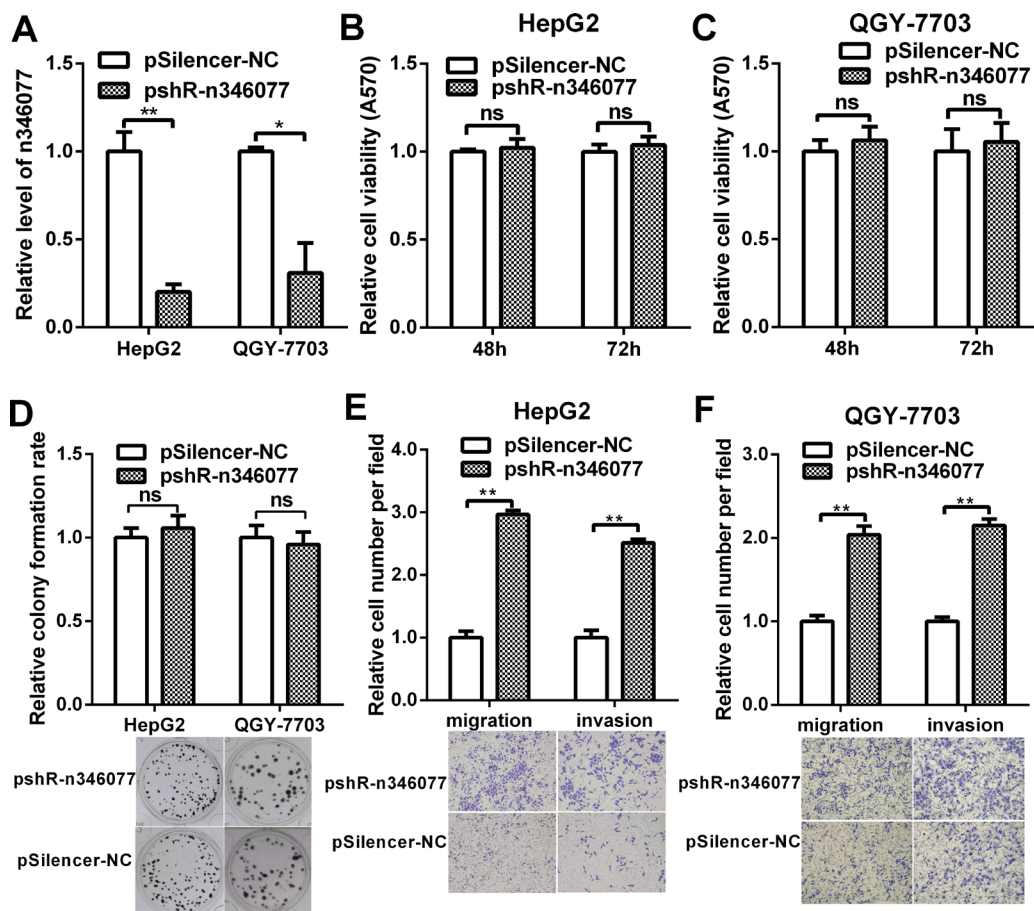 A
pSilencer-NC
pshR-n346077
Relative level of n346077
1.5
1.0
0.5
0.0
**
*
HepG2
QGY-7703
B
HepG2
pSilencer-NC
pshR-n346077
Relative cell viability (A570)
1.5
1.0
0.5
0.0
ns
ns
48h
72h
C
QGY-7703
pSilencer-NC
pshR-n346077
Relative cell viability (A570)
1.5
1.0
0.5
0.0
ns
ns
48h
72h
D
pSilencer-NC
pshR-n346077
Relative colony formation rate
1.5
1.0
0.5
0.0
ns
ns
HepG2
QGY-7703
pshR-n346077
pSilencer-NC
E
HepG2
pSilencer-NC
pshR-n346077
Relative cell number per field
4.0
3.0
2.0
1.0
0.0
**
**
migration
invasion
pshR-n346077
pSilencer-NC
F
QGY-7703
pSilencer-NC
pshR-n346077
Relative cell number per field
3.0
2.0
1.0
0.0
**
**
migration
invasion
pshR-n346077
pSilencer-NC